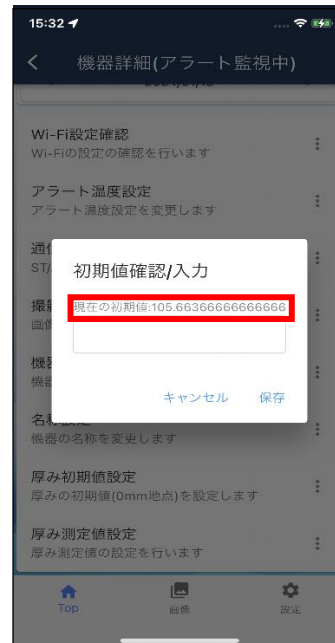 15:32
機器詳細(アラート監視中)
Wi-Fi設定確認
Wi-Fiの設定の確認を行います
アラート温度設定
アラート温度設定を変更します
通信
ST/
初期値確認/入力
現在の初期値:105.66366666666666
キャンセル 保存
機器の名称を変更します
厚み初期値設定
厚みの初期値(0mm地点)を設定します
厚み測定値設定
厚み測定値の設定を行います
Top 画像 設定